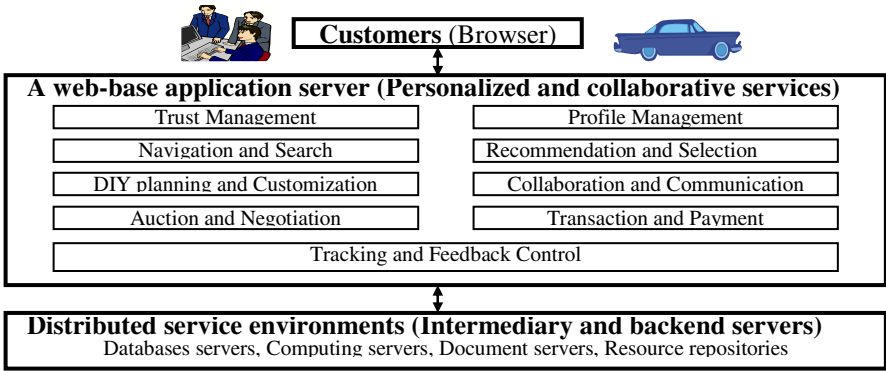 Customers (Browser)
A web-base application server (Personalized and collaborative services)
Trust Management
Profile Management
Navigation and Search
Recommendation and Selection
DIY planning and Customization
Collaboration and Communication
Auction and Negotiation
Transaction and Payment
Tracking and Feedback Control
Distributed service environments (Intermediary and backend servers)
Databases servers, Computing servers, Document servers, Resource repositories